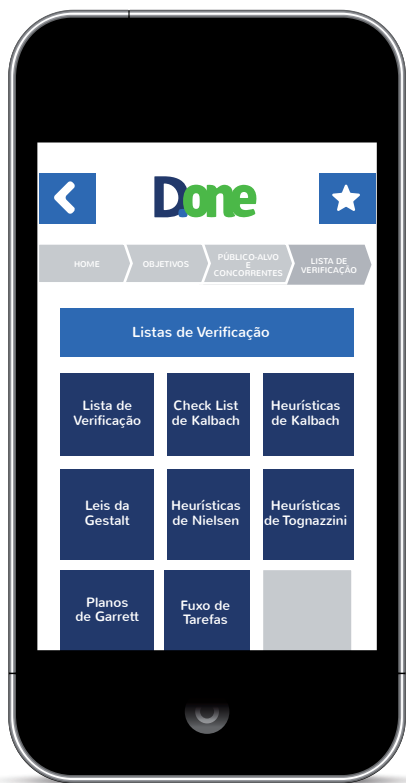 D.one
HOME
OBJETIVOS
PÚBLICO-ALVO
E
CONCORRENTES
LISTA DE
VERIFICAÇÃO
Listas de Verificação
Lista de
Verificação
Check List
de Kalbach
Heurísticas
de Kalbach
Leis da
Gestalt
Heurísticas
de Nielsen
Heurísticas
de Tognazzini
Planos
de Garrett
Fuxo de
Tarefas